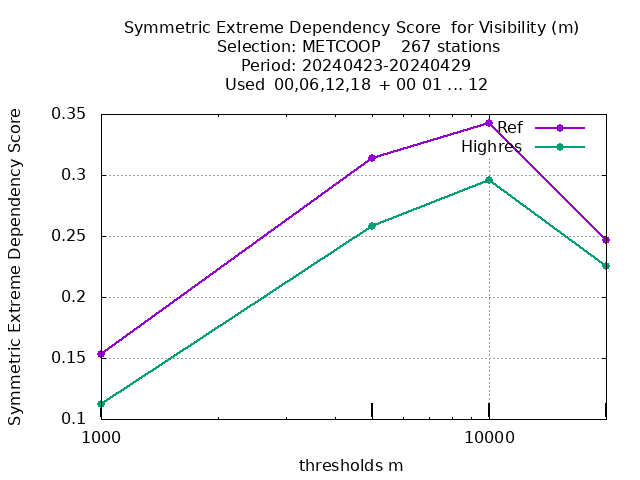 Symmetric Extreme Dependency Score  for Visibility (m)
Selection: METCOOP    267 stations
Period: 20240423-20240429
Used  00,06,12,18  + 00 01 ... 12
Symmetric Extreme Dependency Score
0.35
0.3
0.25
0.2
0.15
0.1
Ref
Highres
1000
10000
thresholds m